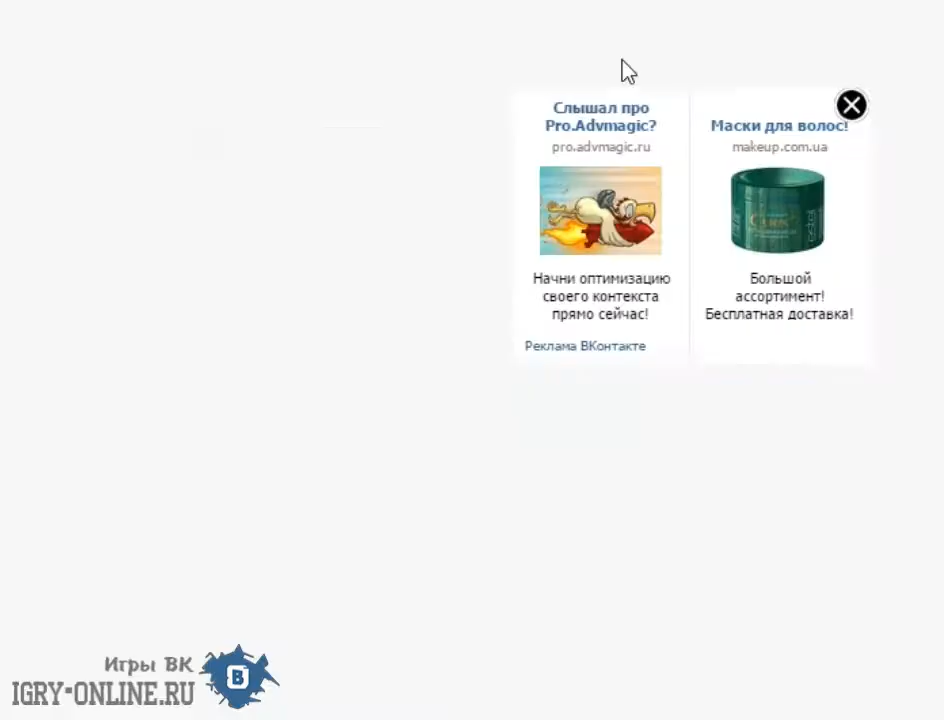 Слышал про
Pro.Advmagic?
pro.advmagic.ru
Начни оптимизацию
своего контекста
прямо сейчас!
Реклама ВКонтакте
Маски для волос!
makeup.com.ua
estel
Большой
ассортимент!
Бесплатная доставка!
Игры ВК
IGRY-ONLINE.RU
В